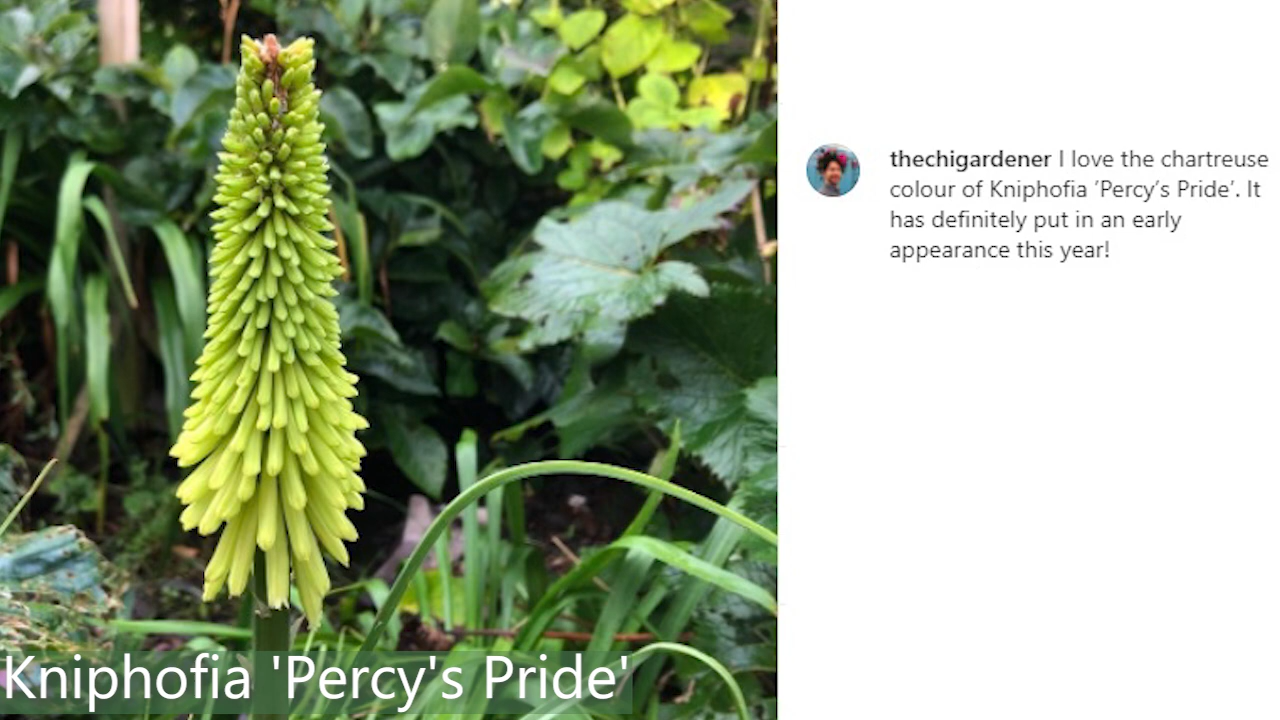 thechigardener I love the chartreuse
colour of Kniphofia ‘Percy’s Pride’. It
has definitely put in an early
appearance this year!
Kniphofia 'Percy's Pride'